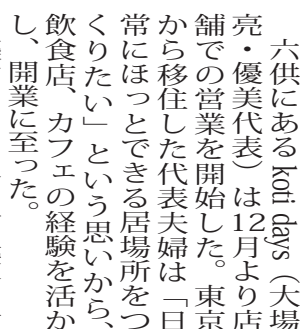 六供にあるkoti days（大場
亮・優美代表）は12月より店
舗での営業を開始した。東京
から移住した代表夫婦は「日
常にほっとできる居場所をつ
くりたい」という思いから、
飲食店、カフェの経験を活か
し、開業に至った。